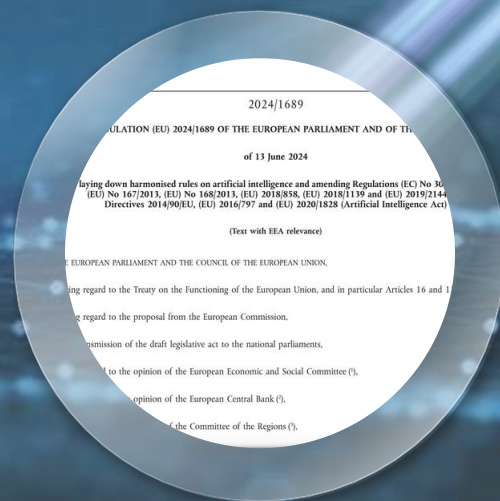 2024/1689
(EU) 2024/1689 OF THE EUROPEAN PARLIAMENT AND OF
of 13 June 2024
laying down harmonised rules on artificial intelligence and amending Regulations (EC) No
(EU) No 167/2013, (EU) No 168/2013, (EU) 2018/858, (EU) 2018/1139 and (EU) 2019/2144
Directives 2014/90/EU, (EU) 2016/797 and (EU) 2020/1828 (Artificial Intelligence Act)
(Text with EEA relevance)
EUROPEAN PARLIAMENT AND THE COUNCIL OF THE EUROPEAN UNION,
regard to the Treaty on the Functioning of the European Union, and in particular Articles 16 and
regard to the proposal from the European Commission,
of the draft legislative act to the national parliaments,
to the opinion of the European Economic and Social Committee (¹),
opinion of the European Central Bank (²),
the Committee of the Regions (³),